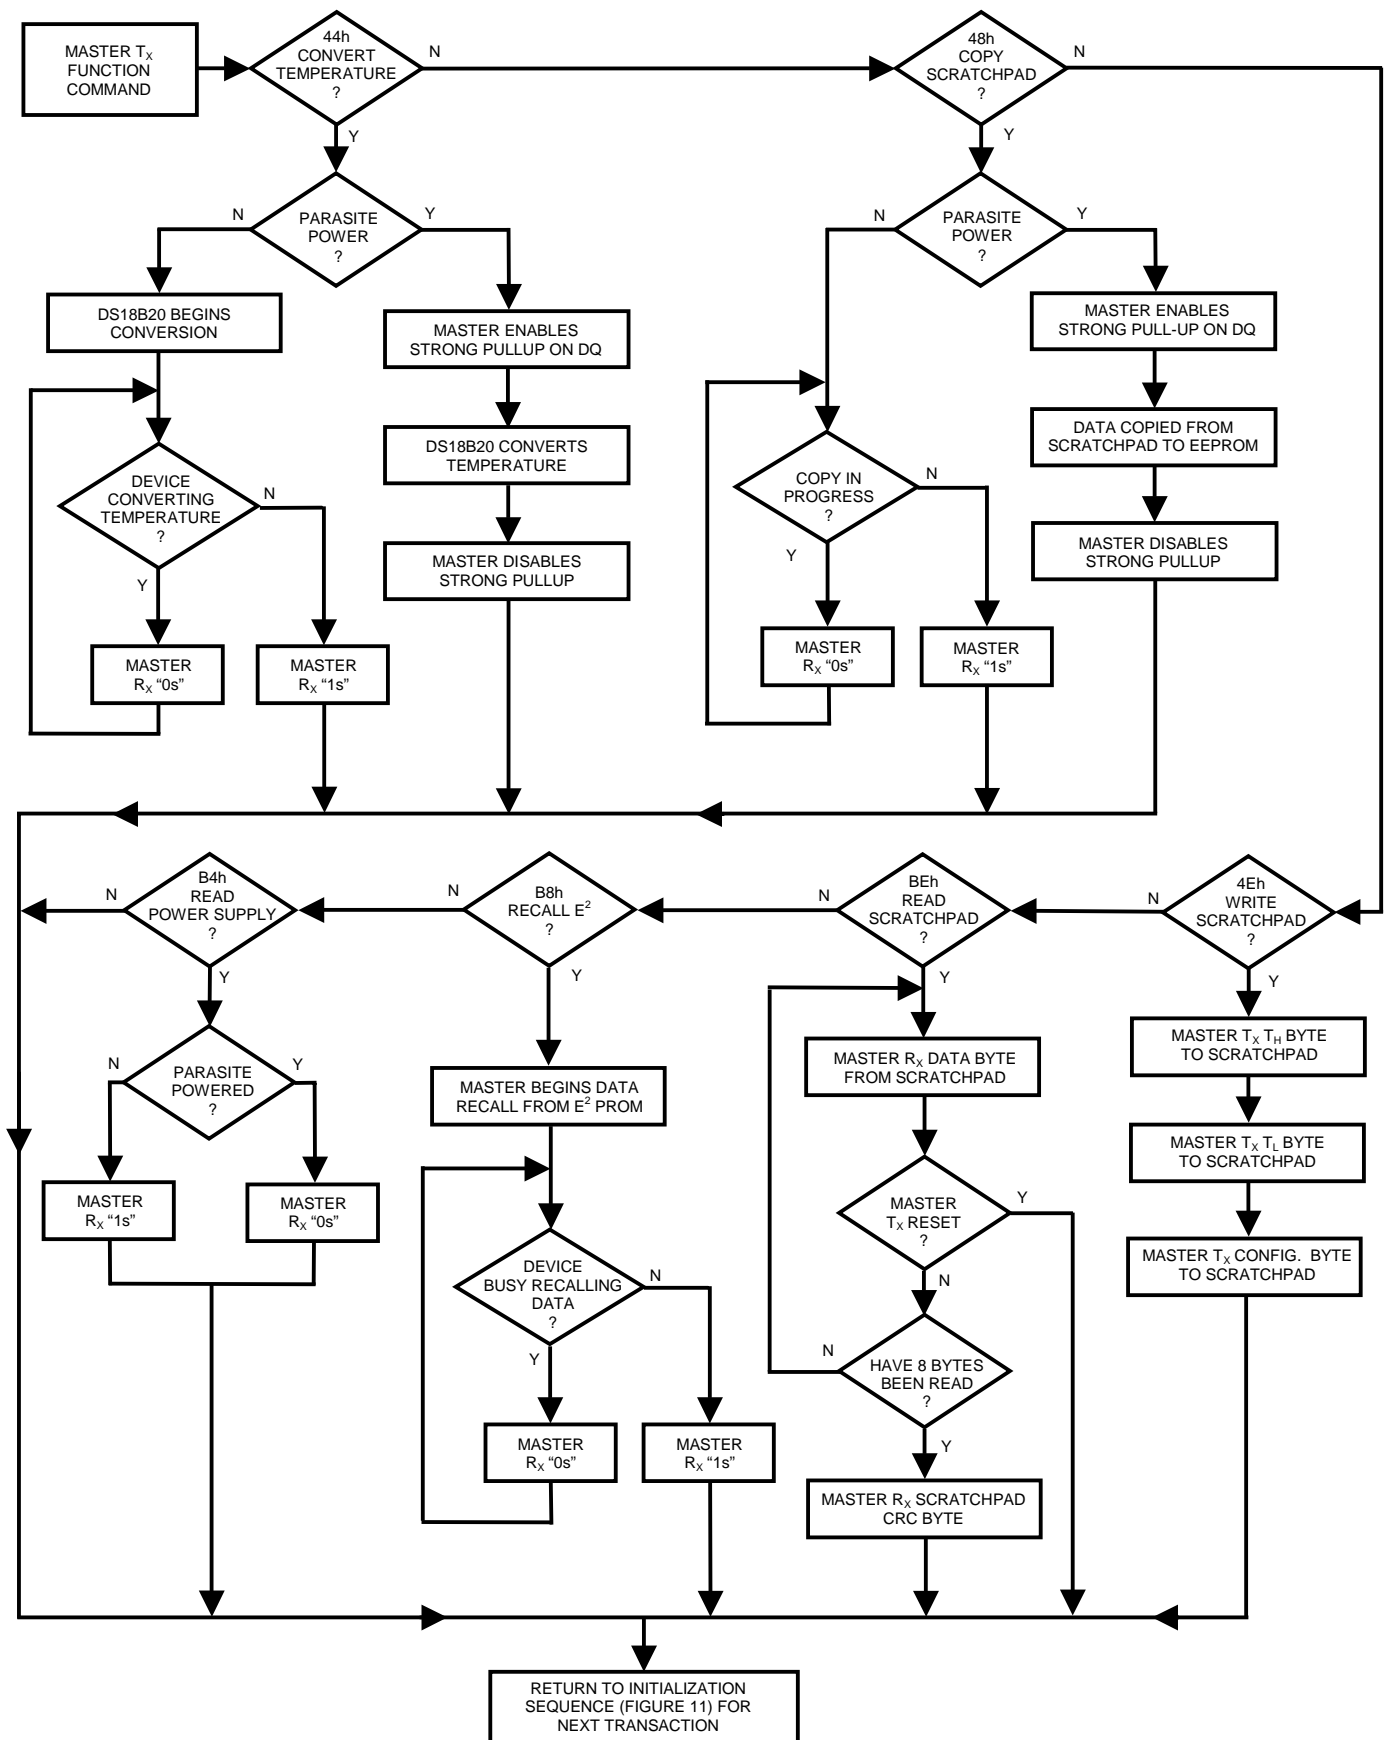 MASTER TX
FUNCTION
COMMAND
44h
CONVERT
TEMPERATURE
?
N
Y
48h
COPY
SCRATCHPAD
?
N
Y
PARASITE
POWER
?
N
Y
DS18B20 BEGINS
CONVERSION
DEVICE
CONVERTING
TEMPERATURE
?
N
Y
MASTER
RX “0s”
MASTER
RX “1s”
MASTER ENABLES
STRONG PULLUP ON DQ
DS18B20 CONVERTS
TEMPERATURE
MASTER DISABLES
STRONG PULLUP
PARASITE
POWER
?
N
Y
COPY IN
PROGRESS
?
N
Y
MASTER
RX “0s”
MASTER
RX “1s”
MASTER ENABLES
STRONG PULL-UP ON DQ
DATA COPIED FROM
SCRATCHPAD TO EEPROM
MASTER DISABLES
STRONG PULLUP
B4h
READ
POWER SUPPLY
?
N
Y
PARASITE
POWERED
?
N
Y
MASTER
RX “1s”
MASTER
RX “0s”
B8h
RECALL E2
?
N
Y
MASTER BEGINS DATA
RECALL FROM E2 PROM
DEVICE
BUSY RECALLING
DATA
?
N
Y
MASTER
RX “0s”
MASTER
RX “1s”
BEh
READ
SCRATCHPAD
?
N
Y
MASTER RX DATA BYTE
FROM SCRATCHPAD
MASTER
TX RESET
?
Y
N
HAVE 8 BYTES
BEEN READ
?
N
Y
MASTER RX SCRATCHPAD
CRC BYTE
4Eh
WRITE
SCRATCHPAD
?
N
Y
MASTER TX TH BYTE
TO SCRATCHPAD
MASTER TX TL BYTE
TO SCRATCHPAD
MASTER TX CONFIG. BYTE
TO SCRATCHPAD
RETURN TO INITIALIZATION
SEQUENCE (FIGURE 11) FOR
NEXT TRANSACTION